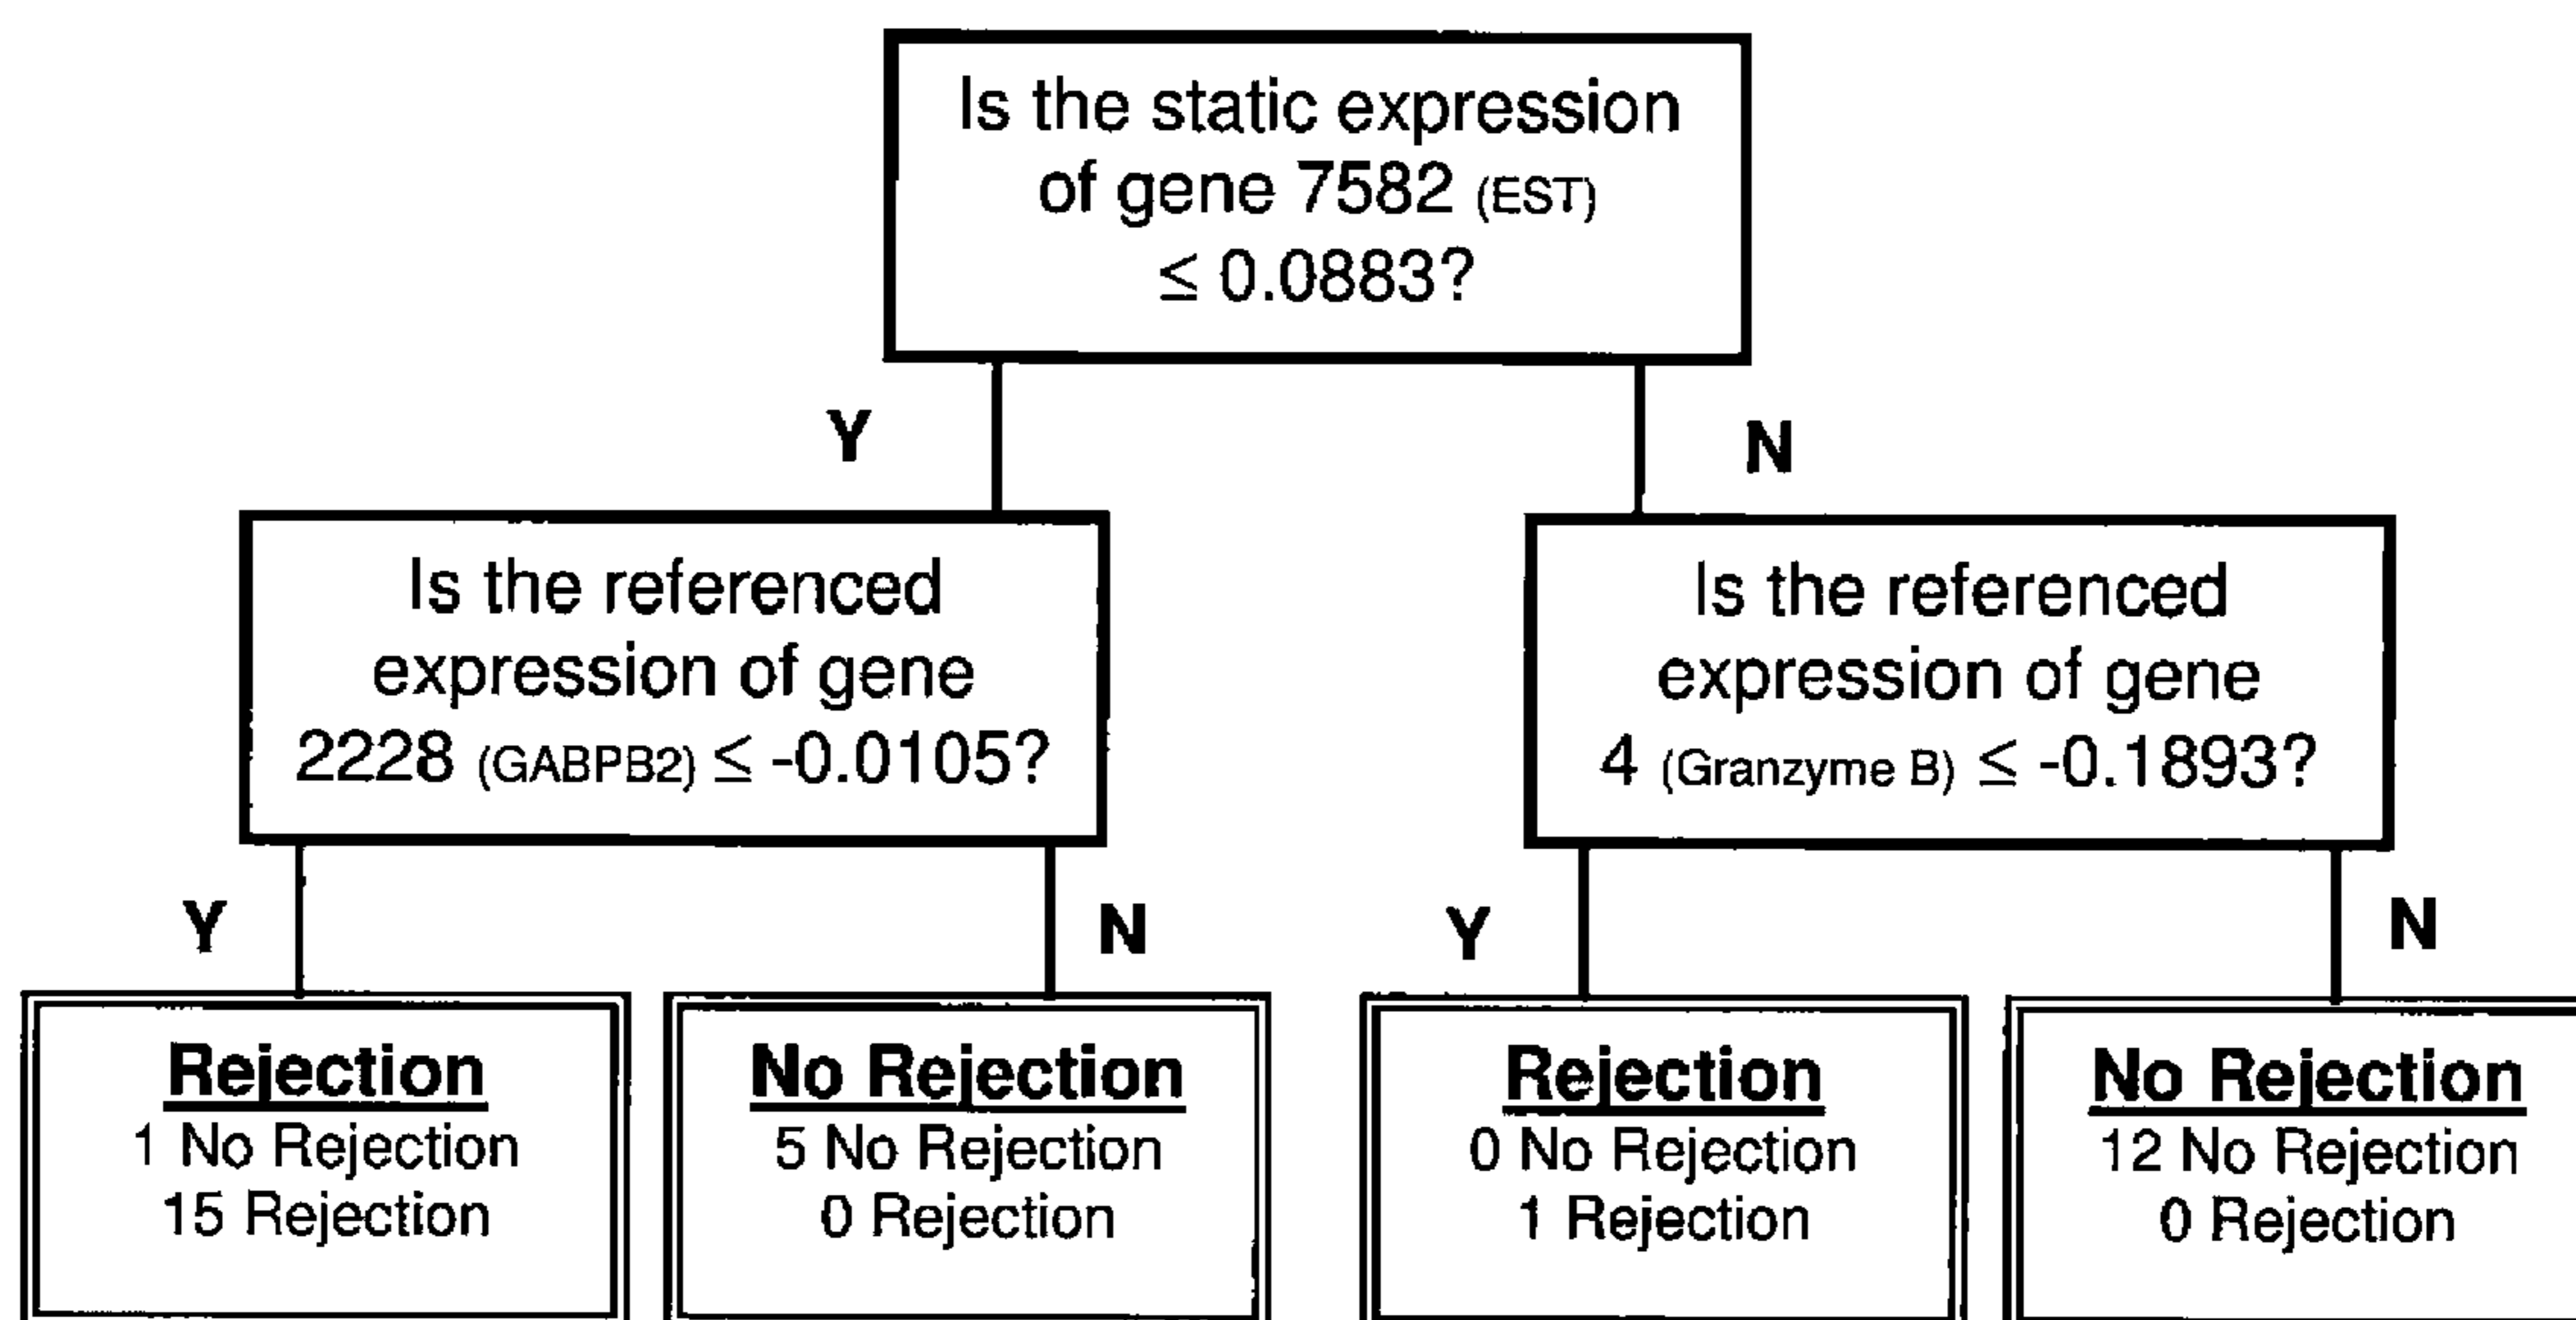 Is the static expression
of gene 7582 (EST)
≤ 0.0883?
Y
N
Is the referenced
expression of gene
2228 (GABPB2) ≤ -0.0105?
Is the referenced
expression of gene
4 (Granzyme B) ≤ -0.1893?
Y
N
Y
N
Rejection
1 No Rejection
15 Rejection
No Rejection
5 No Rejection
0 Rejection
Rejection
0 No Rejection
1 Rejection
No Rejection
12 No Rejection
0 Rejection